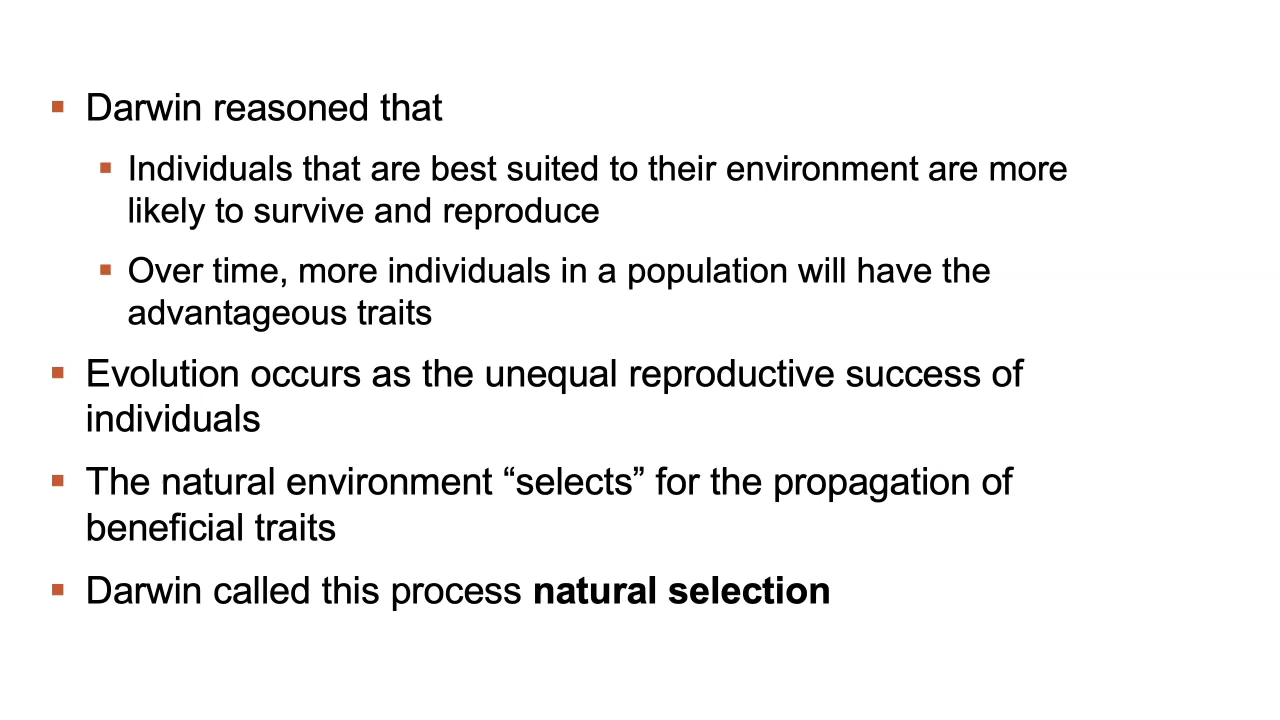 ▪ Darwin reasoned that
▪ Individuals that are best suited to their environment are more
likely to survive and reproduce
▪ Over time, more individuals in a population will have the
advantageous traits
▪ Evolution occurs as the unequal reproductive success of
individuals
▪ The natural environment “selects” for the propagation of
beneficial traits
▪ Darwin called this process natural selection